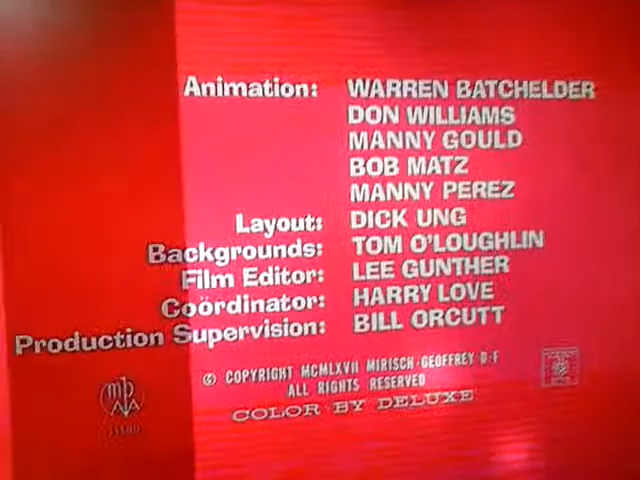 Animation: WARREN BATCHELDER
DON WILLIAMS
MANNY GOULD
BOB MATZ
MANNY PEREZ
Layout: DICK UNG
Backgrounds: TOM O'LOUGHLIN
Film Editor: LEE GUNTHER
Coördinator: HARRY LOVE
Production Supervision: BILL ORCUTT
© COPYRIGHT MCMLXVII MIRISCH-GEOFFREY D-F
ALL RIGHTS RESERVED
COLOR BY DELUXE